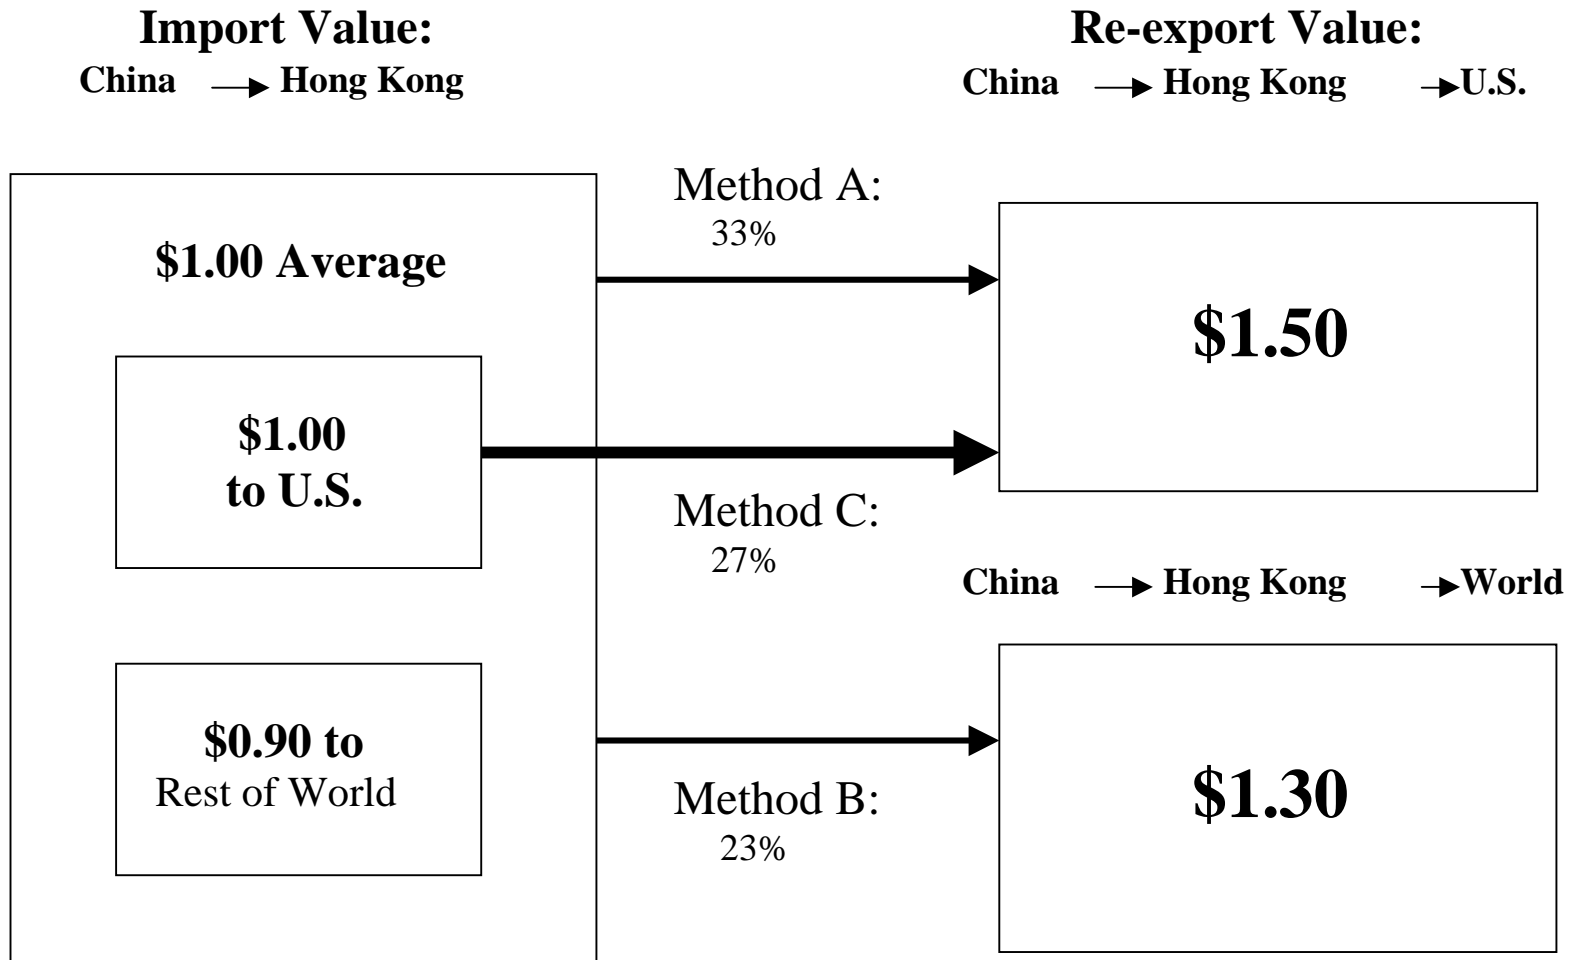 Import Value:
China → Hong Kong
Re-export Value:
China → Hong Kong → U.S.
$1.00 Average
Method A:
33%
$1.50
$1.00
to U.S.
Method C:
27%
China → Hong Kong → World
$0.90 to
Rest of World
Method B:
23%
$1.30